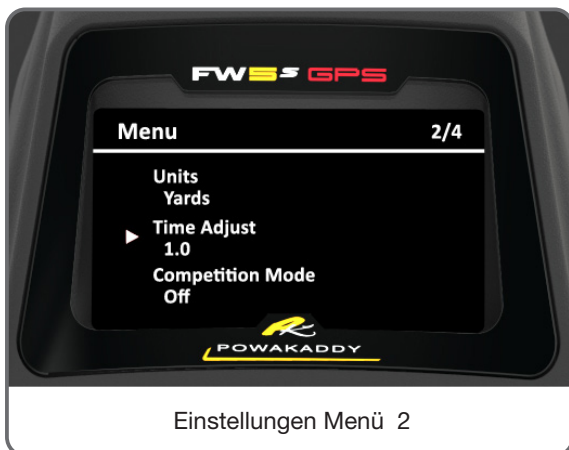 FW5s GPS
Menu 2/4
Units
Yards
Time Adjust
1.0
Competition Mode
Off
POWAKADDY
Einstellungen Menü 2